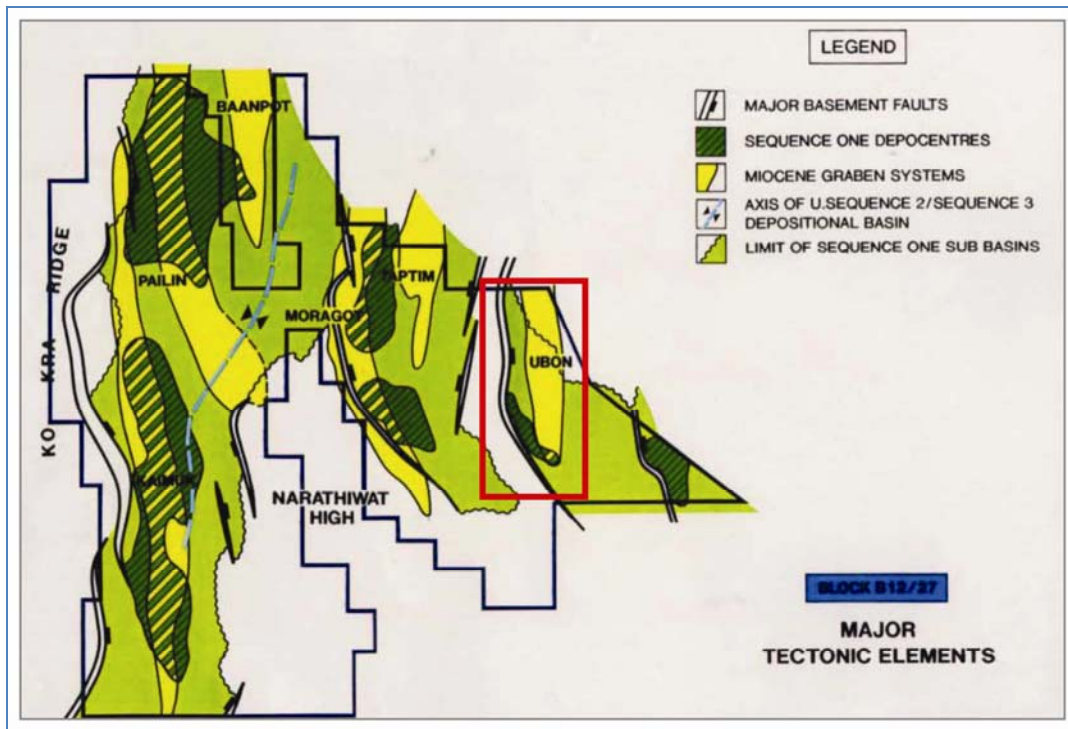 LEGEND
MAJOR BASEMENT FAULTS
SEQUENCE ONE DEPOCENTRES
MIOCENE GRABEN SYSTEMS
AXIS OF U.SEQUENCE 2/SEQUENCE 3
DEPOSITIONAL BASIN
LIMIT OF SEQUENCE ONE SUB BASINS
BAANPOT
KO KRA RIDGE
PAILIN
TAPTIM
MORAGOT
UBON
KAIMUK
NARATHIWAT
HIGH
BLOCK B12/27
MAJOR
TECTONIC ELEMENTS